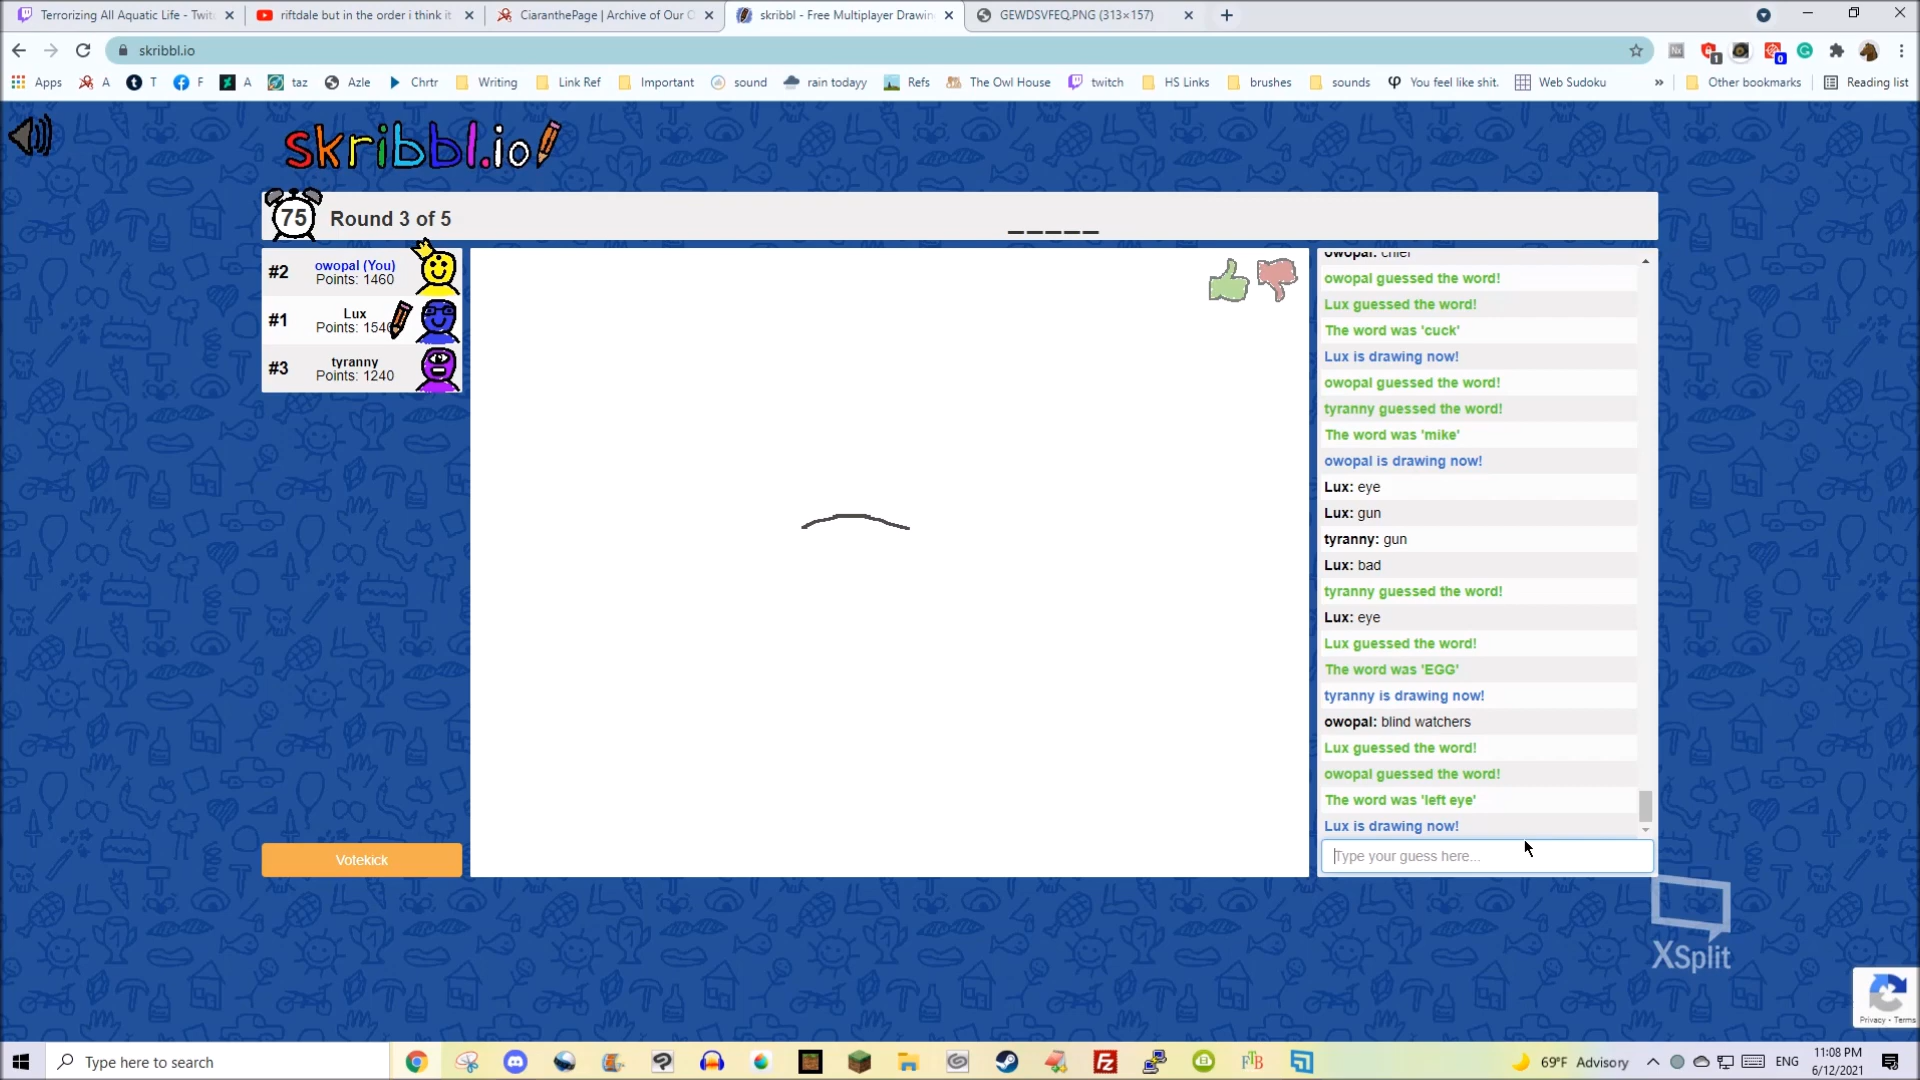 Terrorizing All Aquatic Life - Twit
riftdale but in the order i think it
CiaranthePage | Archive of Our O
skribbl - Free Multiplayer Drawin
GEWDSVFEQ.PNG (313×157)
skribbl.io
1
0
Apps
A
T
F
A
taz
Azle
Chrtr
Writing
Link Ref
Important
sound
rain todayy
Refs
The Owl House
twitch
HS Links
brushes
sounds
You feel like shit.
Web Sudoku
»
Other bookmarks
Reading list
skribbl.io
75
Round 3 of 5
_ _ _ _ _
#2
owopal (You)
Points: 1460
#1
Lux
Points: 1540
#3
tyranny
Points: 1240
Votekick
owopal: chief
owopal guessed the word!
Lux guessed the word!
The word was 'cuck'
Lux is drawing now!
owopal guessed the word!
tyranny guessed the word!
The word was 'mike'
owopal is drawing now!
Lux: eye
Lux: gun
tyranny: gun
Lux: bad
tyranny guessed the word!
Lux: eye
Lux guessed the word!
The word was 'EGG'
tyranny is drawing now!
owopal: blind watchers
Lux guessed the word!
owopal guessed the word!
The word was 'left eye'
Lux is drawing now!
Type your guess here...
XSplit
Privacy - Terms
Type here to search
FTB
69°F Advisory
ENG
11:08 PM
6/12/2021